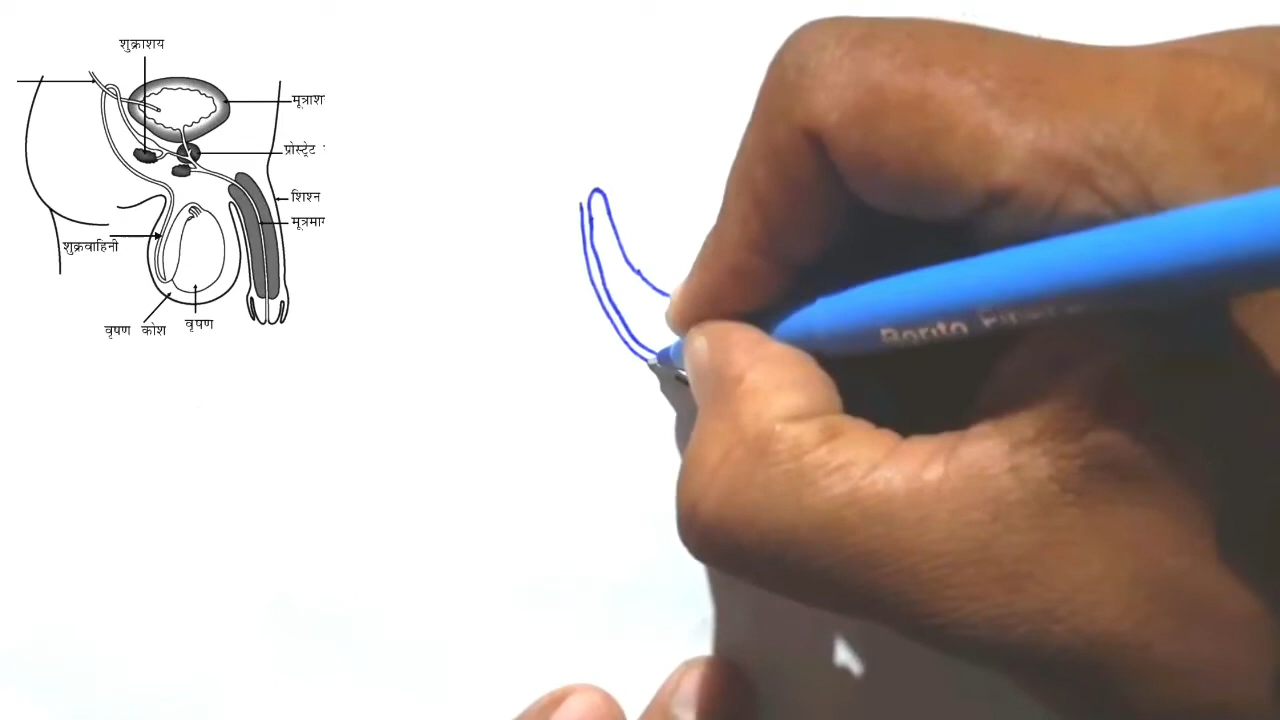 शुक्राशय
मूत्राश
प्रोस्ट्रेट
शिश्न
मूत्रमार
शुक्रवाहिनी
वृषण कोश
वृषण